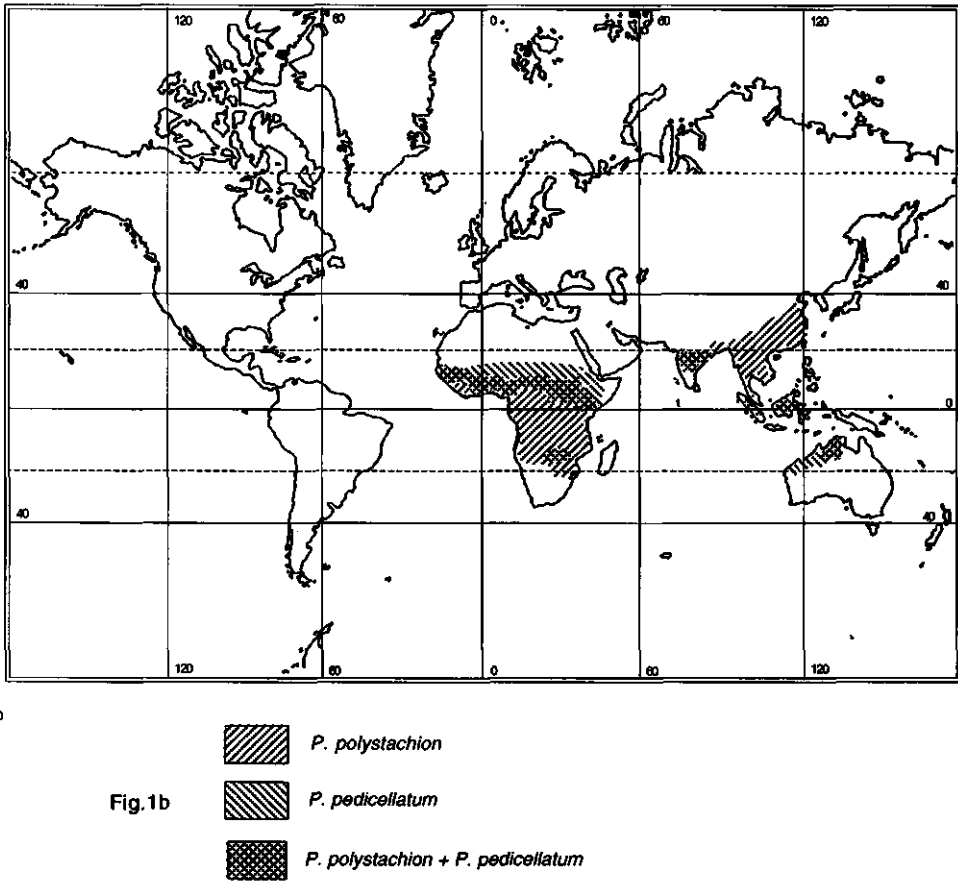 120 60 0 60 120
40 40
0
40 40
120 60 0 60 120
P. polystachion
Fig.1b P. pedicellatum
P. polystachion + P. pedicellatum